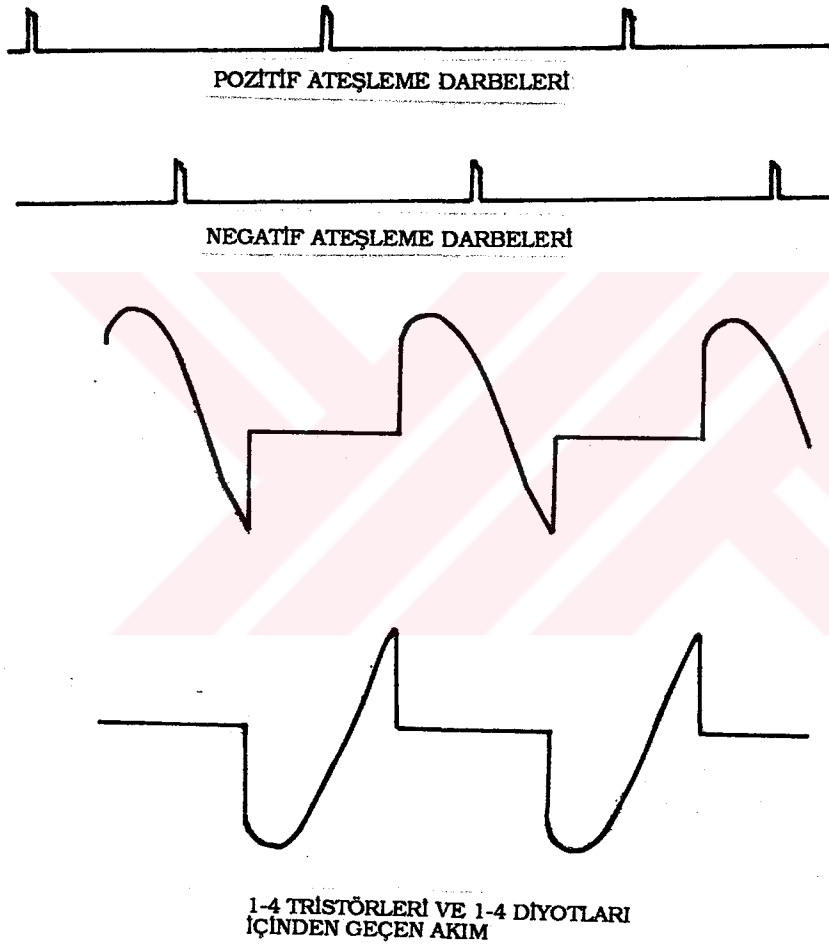 POZİTİF ATEŞLEME DARBELERİ
NEGATİF ATEŞLEME DARBELERİ
1-4 TRİSTÖRLERİ VE 1-4 DİYOTLARI
İÇİNDEN GEÇEN AKIM